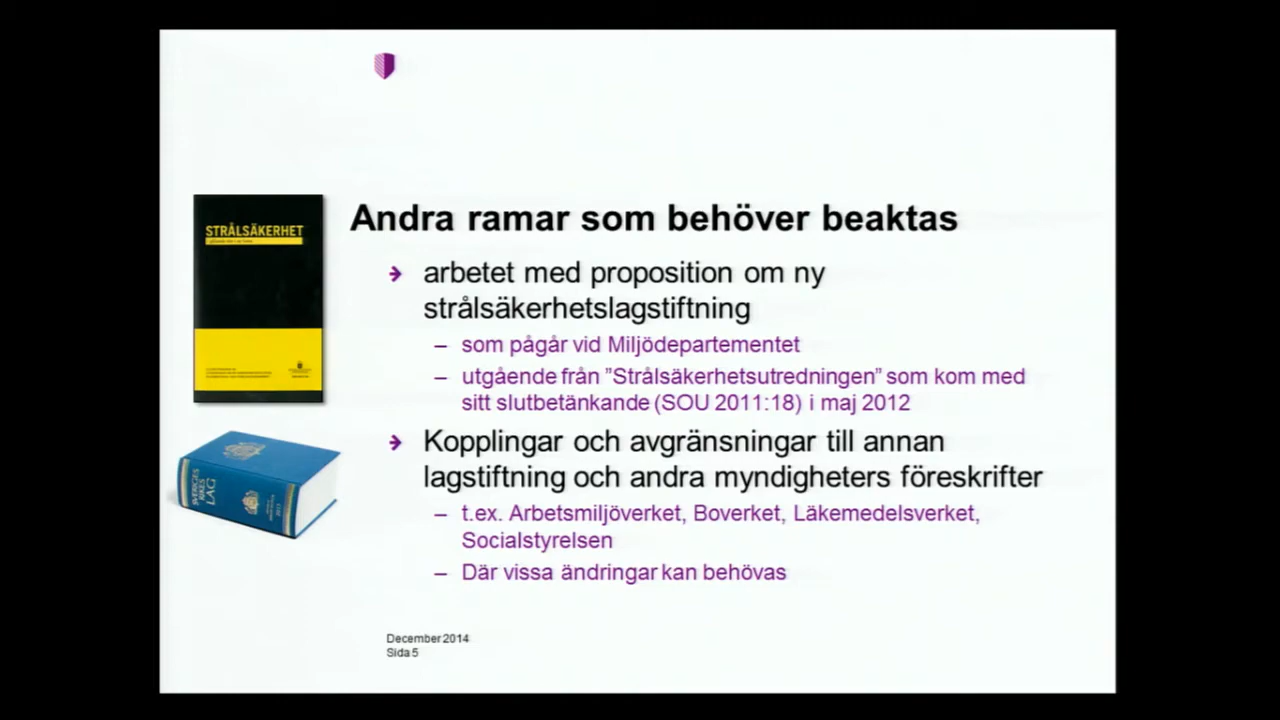 STRÅLSÄKERHET
Andra ramar som behöver beaktas
arbetet med proposition om ny
strålsäkerhetslagstiftning
– som pågår vid Miljödepartementet
– utgående från ”Strålsäkerhetsutredningen” som kom med
sitt slutbetänkande (SOU 2011:18) i maj 2012
SVERIGES
RIKES
LAG
Kopplingar och avgränsningar till annan
lagstiftning och andra myndigheters föreskrifter
– t.ex. Arbetsmiljöverket, Boverket, Läkemedelsverket,
Socialstyrelsen
– Där vissa ändringar kan behövas
December 2014
Sida 5